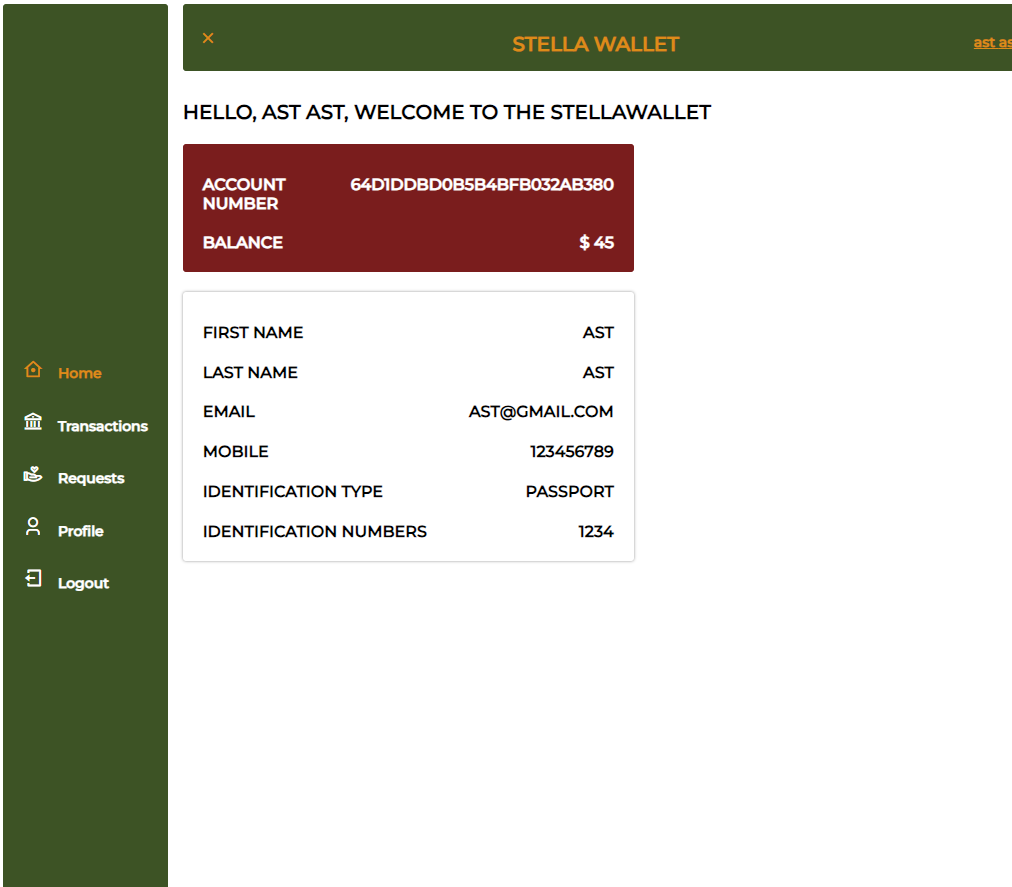 STELLA WALLET
ast as
HELLO, AST AST, WELCOME TO THE STELLAWALLET
ACCOUNT NUMBER 64D1DDBD0B5B4BFB032AB380
BALANCE $ 45
FIRST NAME AST
LAST NAME AST
EMAIL AST@GMAIL.COM
MOBILE 123456789
IDENTIFICATION TYPE PASSPORT
IDENTIFICATION NUMBERS 1234
Home
Transactions
Requests
Profile
Logout